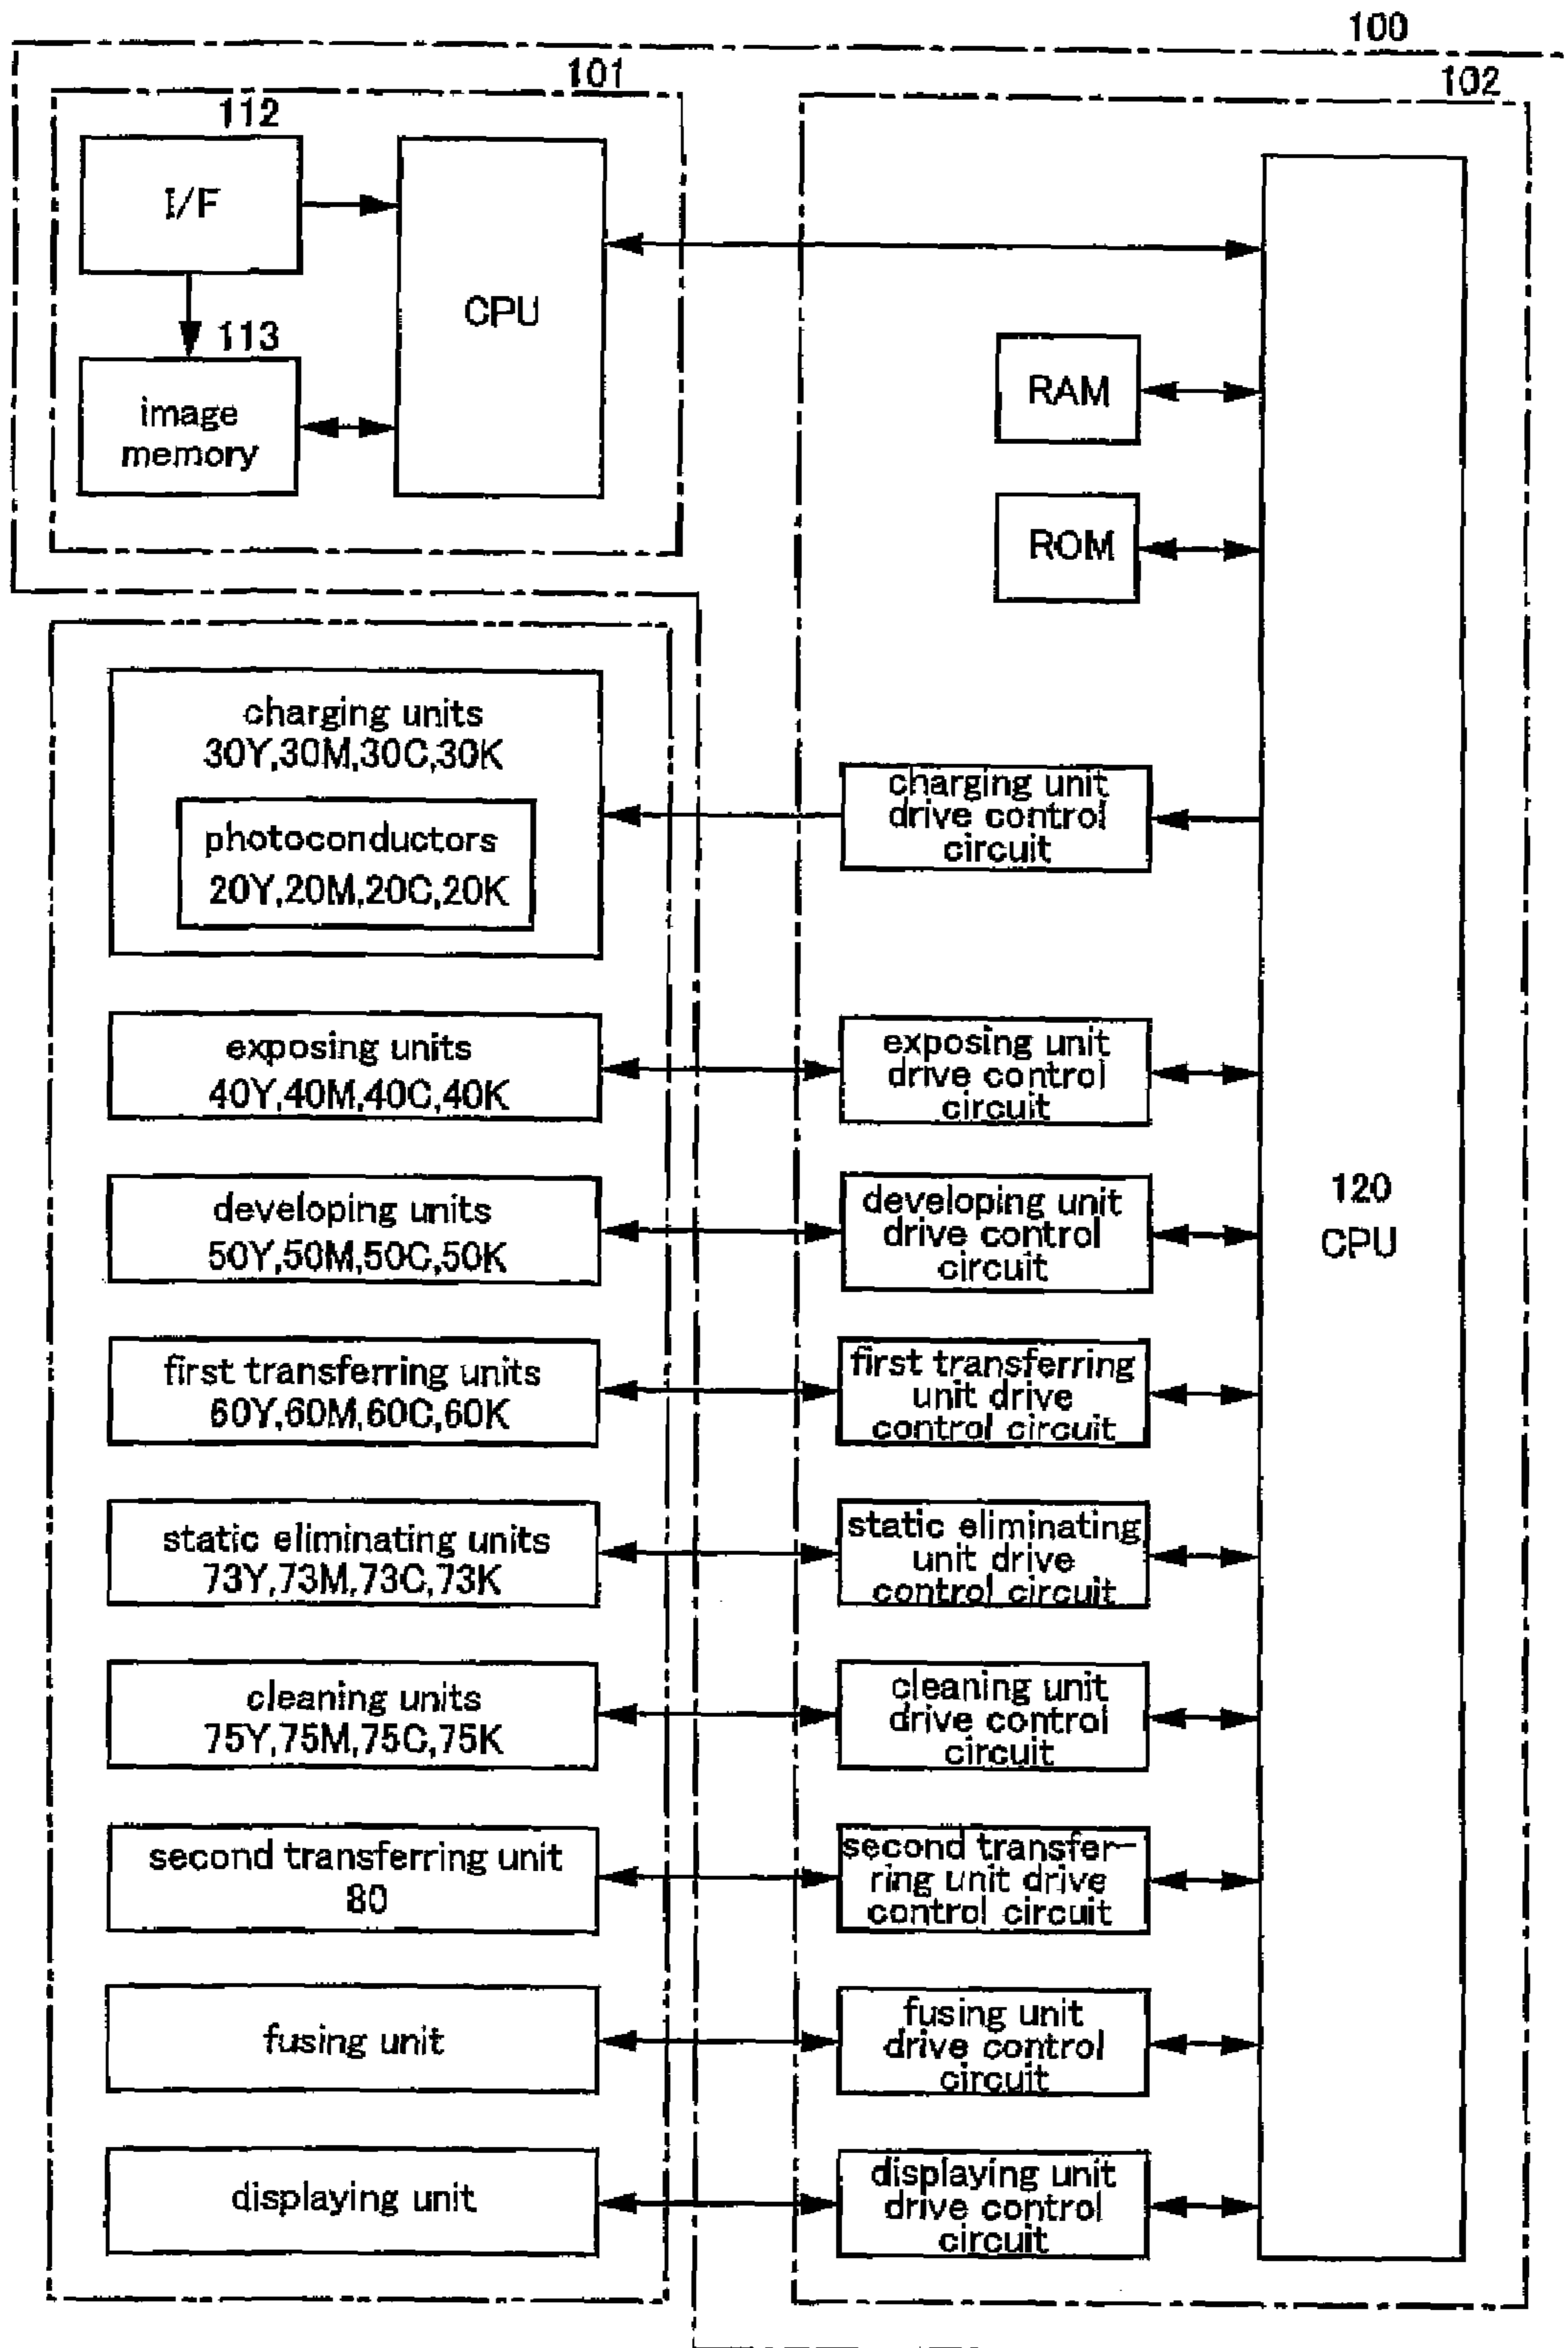 100
101
102
112
I/F
CPU
113
image
memory
RAM
ROM
charging units
30Y,30M,30C,30K
photoconductors
20Y,20M,20C,20K
charging unit
drive control
circuit
exposing units
40Y,40M,40C,40K
exposing unit
drive control
circuit
developing units
50Y,50M,50C,50K
developing unit
drive control
circuit
120
CPU
first transferring units
60Y,60M,60C,60K
first transferring
unit drive
control circuit
static eliminating units
73Y,73M,73C,73K
static eliminating
unit drive
control circuit
cleaning units
75Y,75M,75C,75K
cleaning unit
drive control
circuit
second transferring unit
80
second transfer-
ring unit drive
control circuit
fusing unit
fusing unit
drive control
circuit
displaying unit
displaying unit
drive control
circuit